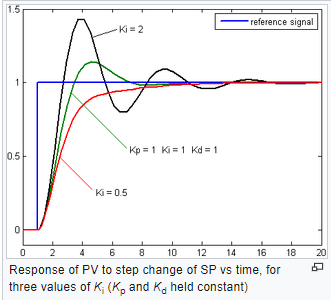 1.5
reference signal
Ki = 2
1
Kp = 1 Ki = 1 Kd = 1
0.5
Ki = 0.5
0
0 2 4 6 8 10 12 14 16 18 20
Response of PV to step change of SP vs time, for
three values of Ki (Kp and Kd held constant)